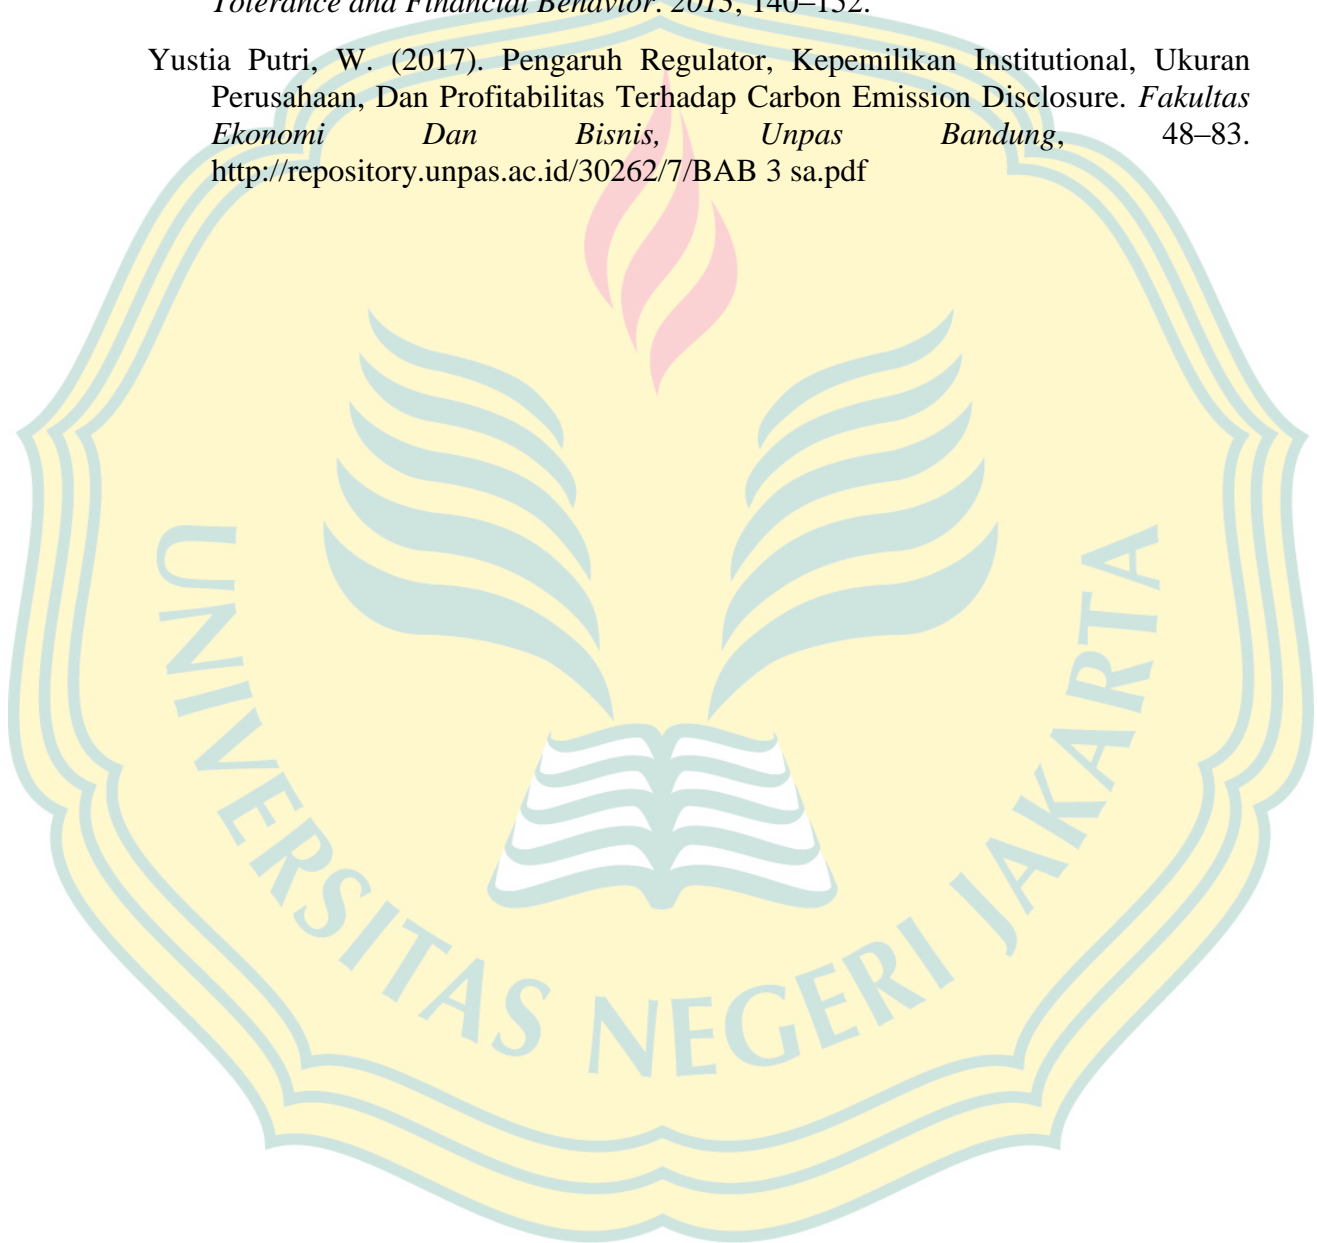 Tolerance and Financial Behavior. 2015, 140–152.
Yustia Putri, W. (2017). Pengaruh Regulator, Kepemilikan Institutional, Ukuran
Perusahaan, Dan Profitabilitas Terhadap Carbon Emission Disclosure. Fakultas
Ekonomi Dan Bisnis, Unpas Bandung, 48–83.
http://repository.unpas.ac.id/30262/7/BAB 3 sa.pdf
UNIVERSITAS NEGERI JAKARTA